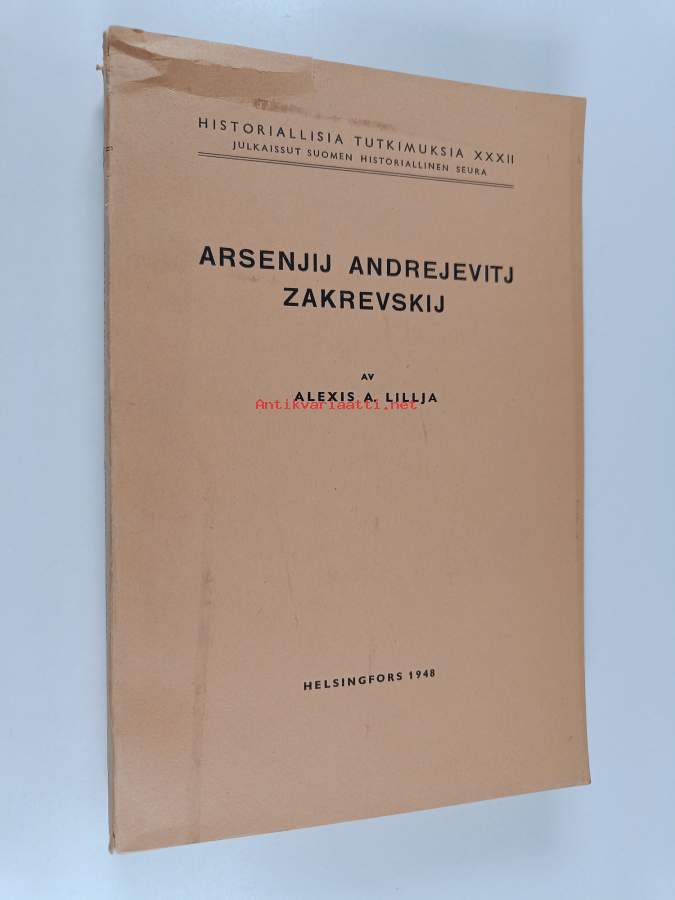 HISTORIALLISIA TUTKIMUKSIA XXXII
JULKAISSUT SUOMEN HISTORIALLINEN SEURA
ARSENJIJ ANDREJEVITJ
ZAKREVSKIJ
AV
ALEXIS A. LILLJA
Antikvariaatti.net
HELSINGFORS 1948